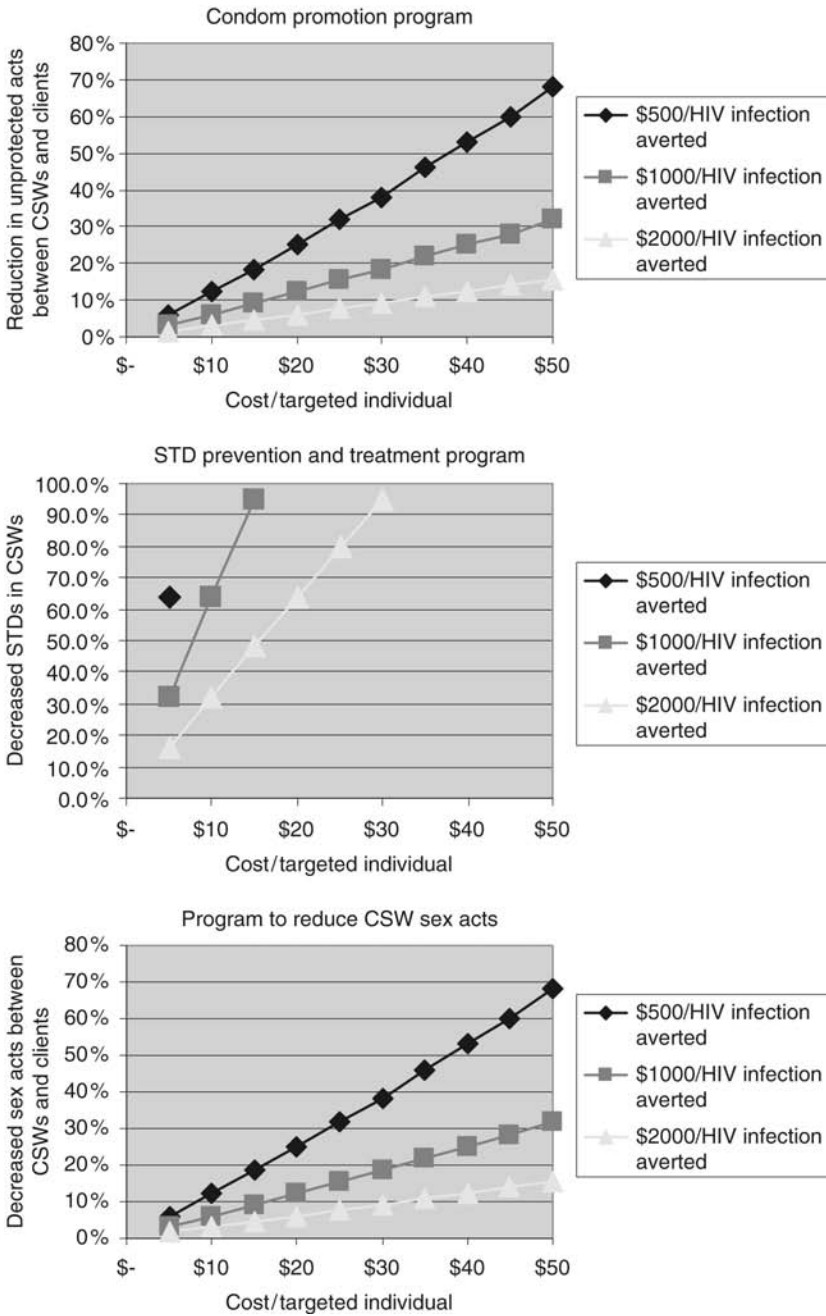 Condom promotion program
80%
70%
60%
50%
40%
30%
20%
10%
0%
Reduction in unprotected acts
between CSWs and clients
$-
$10
$20
$30
$40
$50
Cost/targeted individual
$500/HIV infection
averted
$1000/HIV infection
averted
$2000/HIV infection
averted
STD prevention and treatment program
100.0%
90.0%
80.0%
70.0%
60.0%
50.0%
40.0%
30.0%
20.0%
10.0%
0.0%
Decreased STDs in CSWs
$-
$10
$20
$30
$40
$50
Cost/targeted individual
$500/HIV infection
averted
$1000/HIV infection
averted
$2000/HIV infection
averted
Program to reduce CSW sex acts
80%
70%
60%
50%
40%
30%
20%
10%
0%
Decreased sex acts between
CSWs and clients
$-
$10
$20
$30
$40
$50
Cost/targeted individual
$500/HIV infection
averted
$1000/HIV infection
averted
$2000/HIV infection
averted